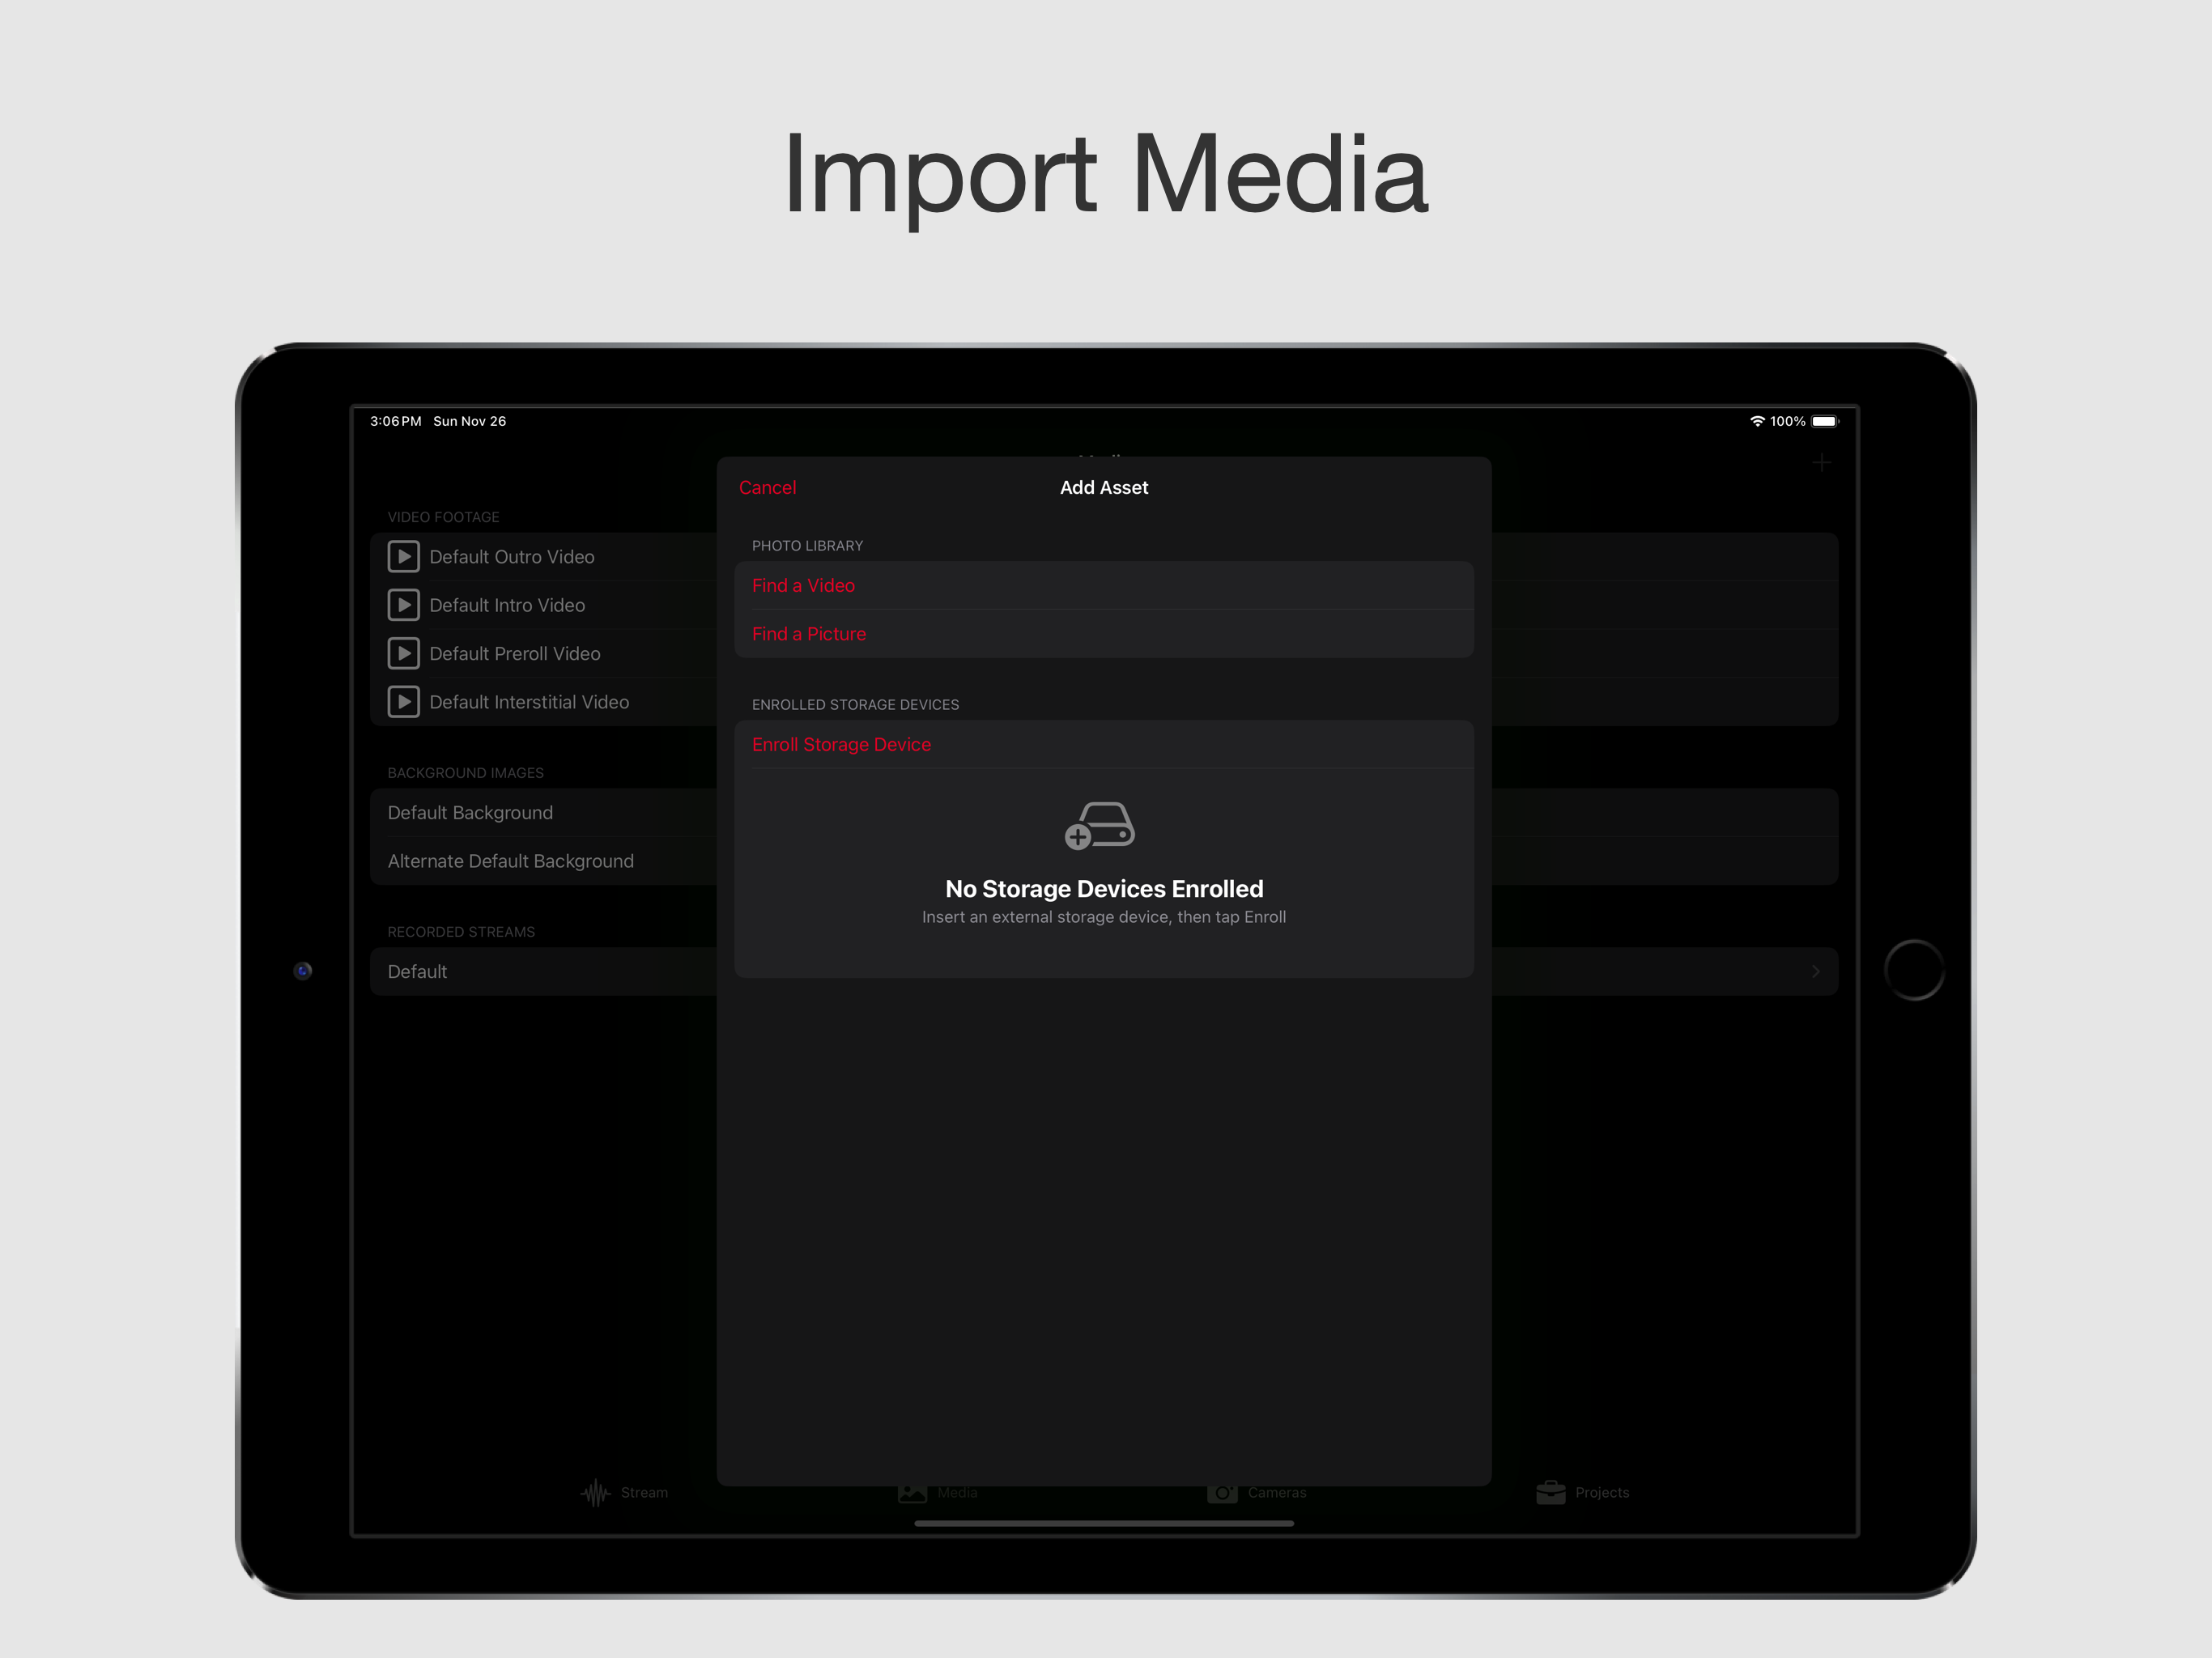 Import Media
3:06 PM Sun Nov 26
100%
Cancel
Add Asset
PHOTO LIBRARY
Find a Video
Find a Picture
ENROLLED STORAGE DEVICES
Enroll Storage Device
No Storage Devices Enrolled
Insert an external storage device, then tap Enroll
VIDEO FOOTAGE
Default Outro Video
Default Intro Video
Default Preroll Video
Default Interstitial Video
BACKGROUND IMAGES
Default Background
Alternate Default Background
RECORDED STREAMS
Default
Stream
Media
Cameras
Projects